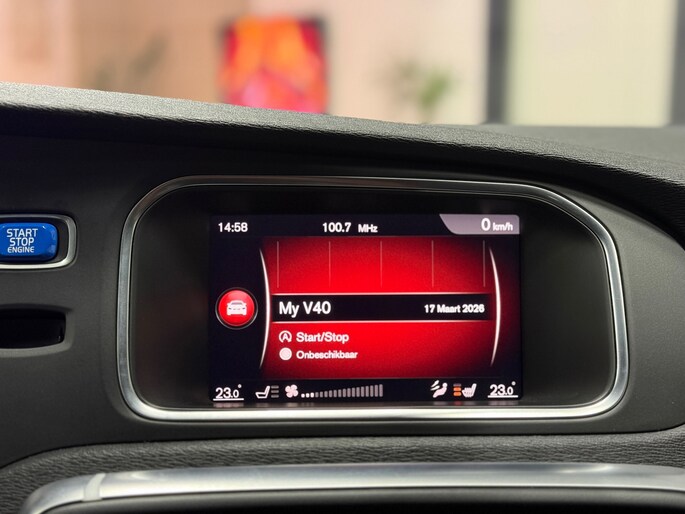 14:58
100.7 MHz
0 km/h
START
STOP
ENGINE
My V40
17 Maart 2026
Start/Stop
Onbeschikbaar
23.0°
23.0°